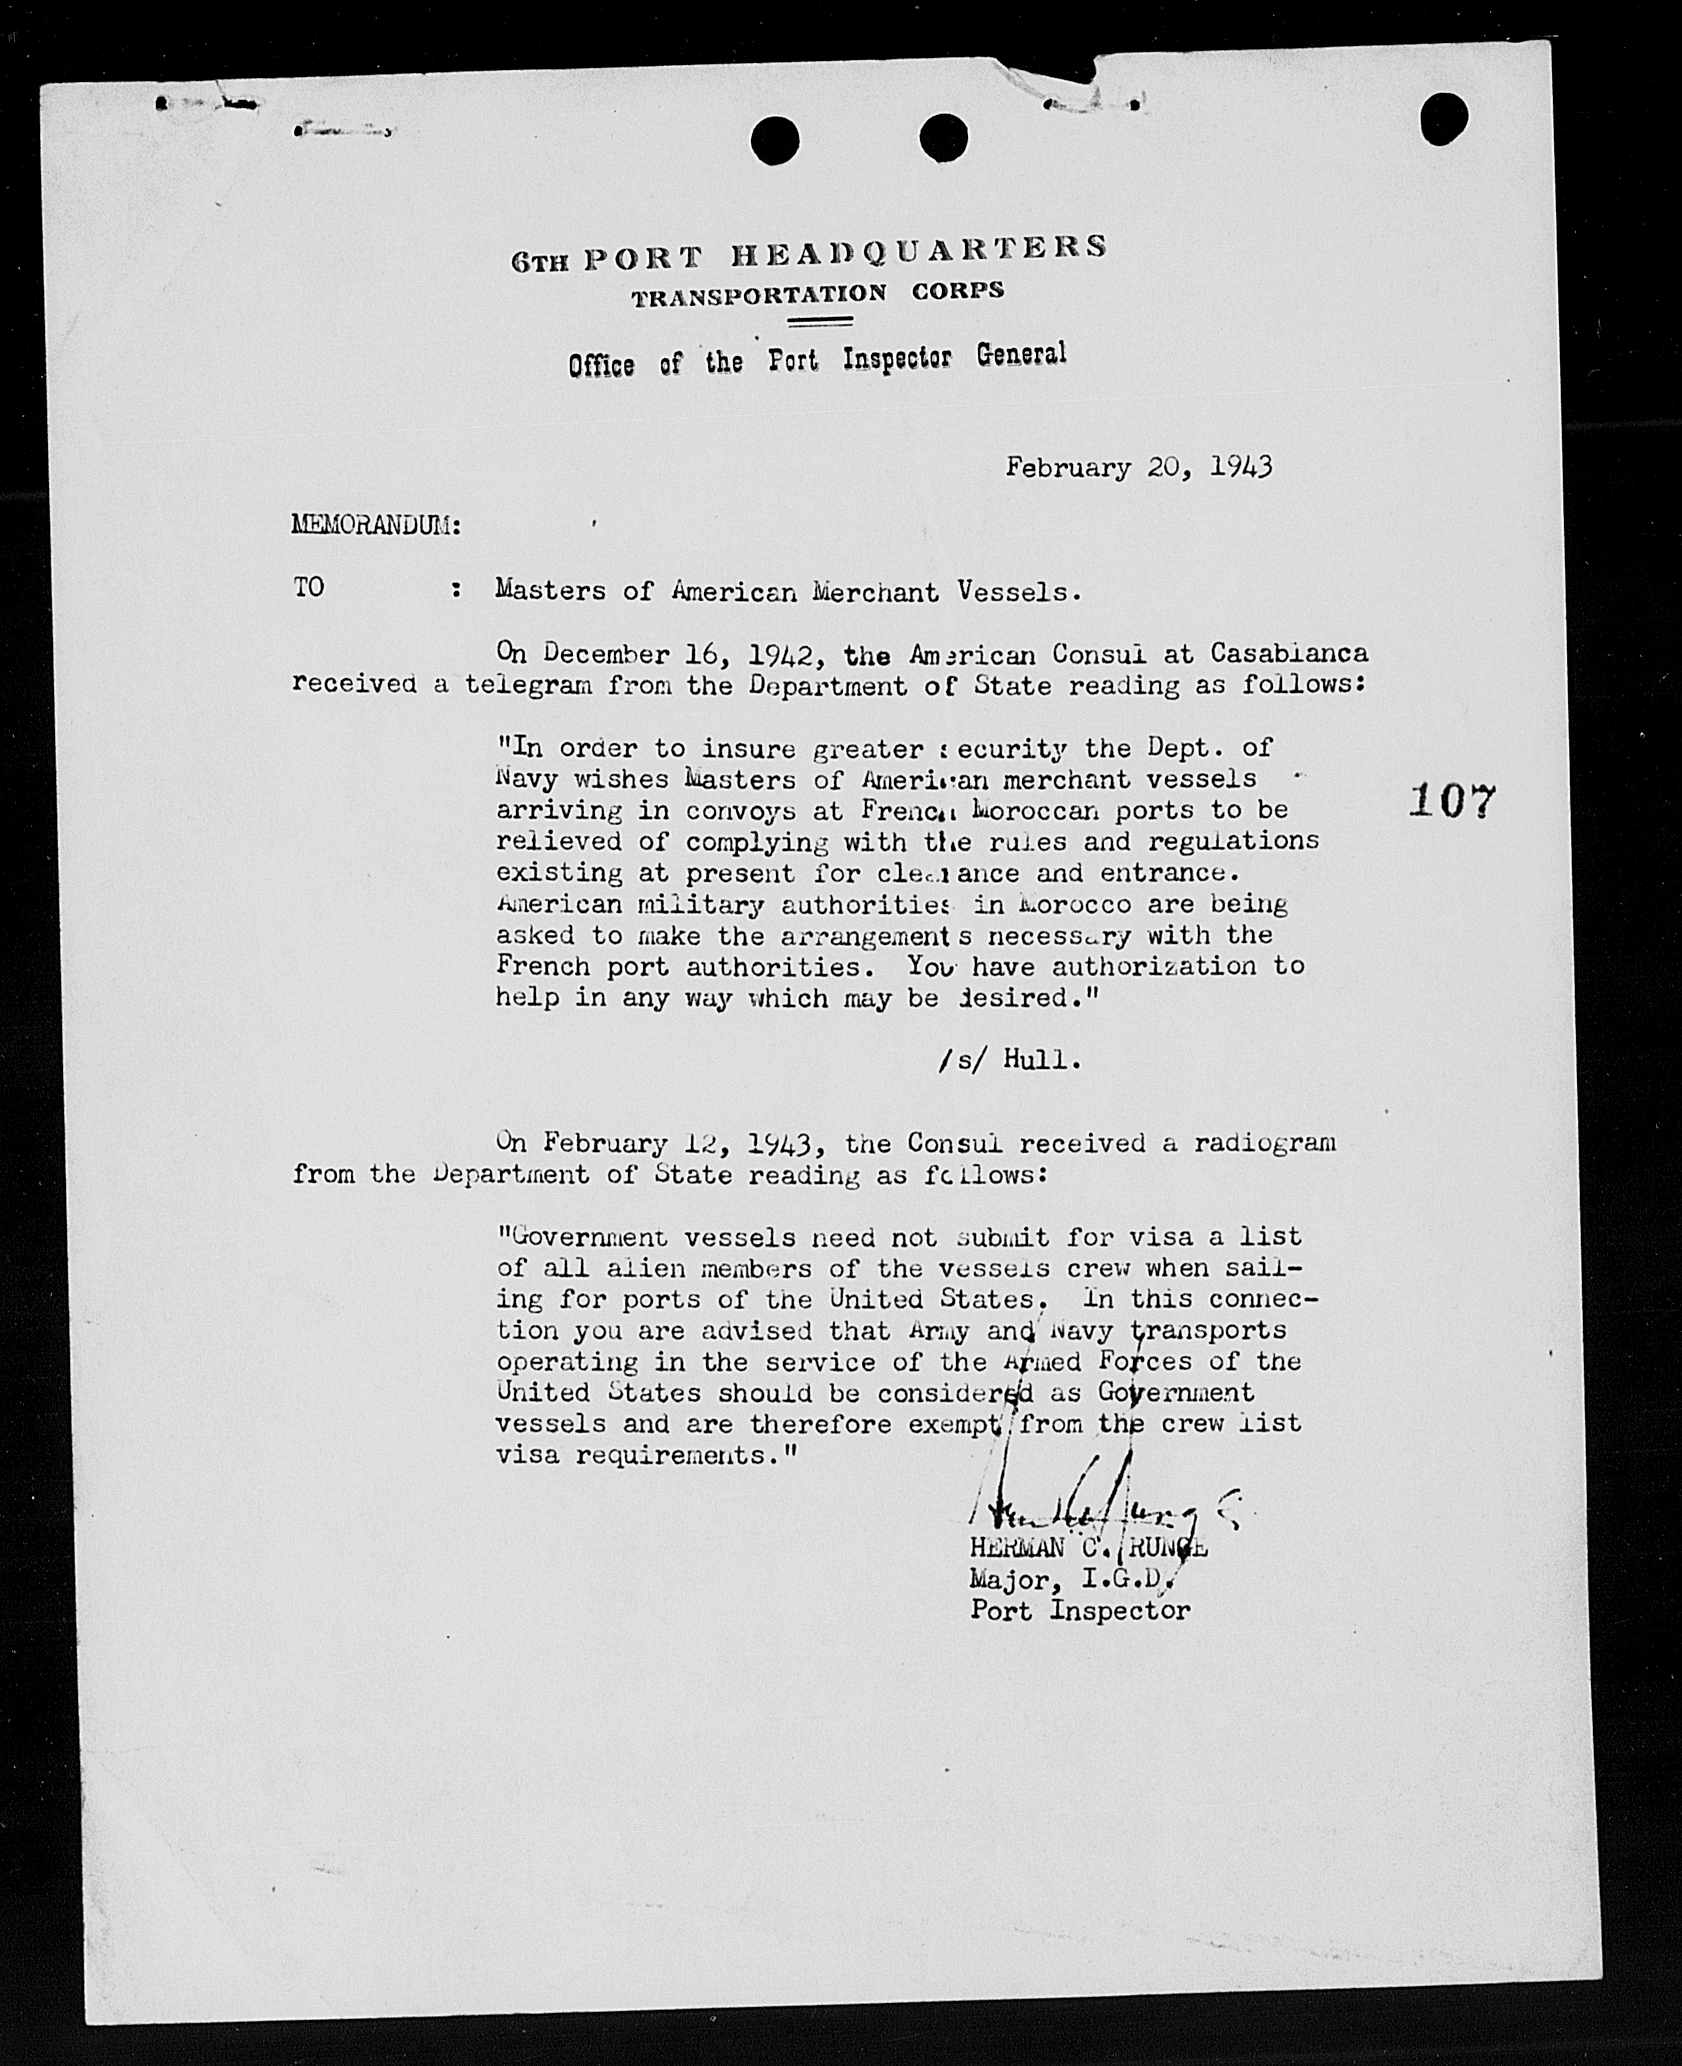 6TH PORT HEADQUARTERS
TRANSPORTATION CORPS
Office of the Port Inspector General
February 20, 1943
MEMORANDUM:
TO : Masters of American Merchant Vessels.
On December 16, 1942, the American Consul at Casablanca
received a telegram from the Department of State reading as follows:
"In order to insure greater security the Dept. of
Navy wishes Masters of American merchant vessels
arriving in convoys at French Moroccan ports to be
relieved of complying with the rules and regulations
existing at present for clearance and entrance.
American military authorities in Morocco are being
asked to make the arrangements necessary with the
French port authorities. You have authorization to
help in any way which may be desired."
107
/s/ Hull.
On February 12, 1943, the Consul received a radiogram
from the Department of State reading as follows:
"Government vessels need not submit for visa a list
of all alien members of the vessels crew when sail-
ing for ports of the United States. In this connec-
tion you are advised that Army and Navy transports
operating in the service of the Armed Forces of the
United States should be considered as Government
vessels and are therefore exempt from the crew list
visa requirements."
HERMAN C. RUNGE
Major, I.G.D.
Port Inspector